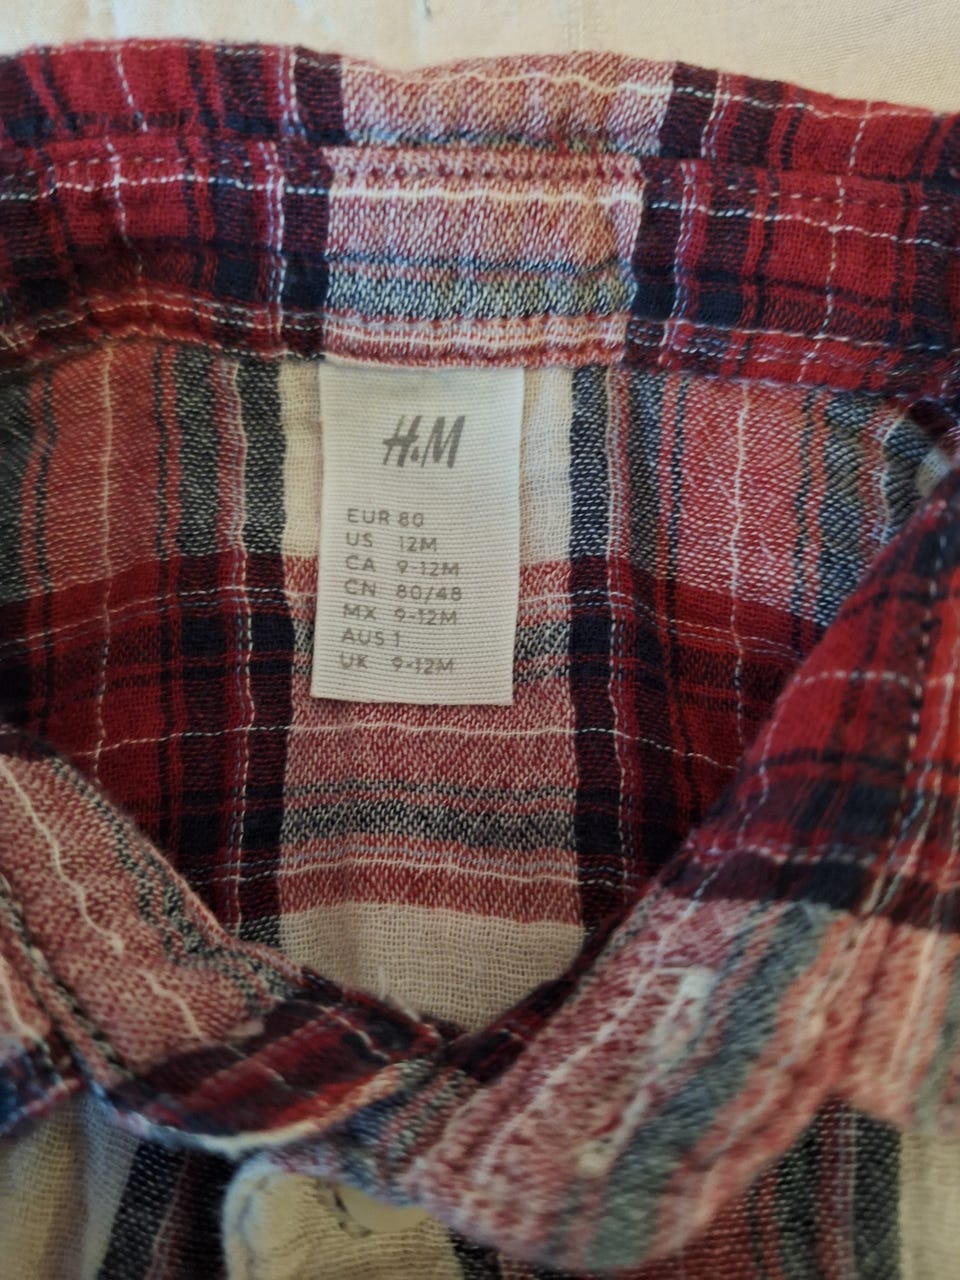 H&M
EUR 80
US 12M
CA 9-12M
CN 80/48
MX 9-12M
AUS 1
UK 9-12M